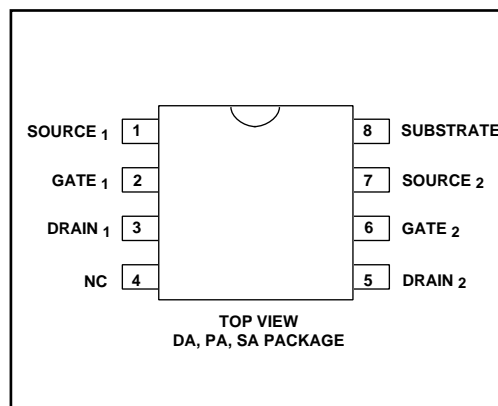 SOURCE 1 1 8 SUBSTRATE
GATE 1 2 7 SOURCE 2
DRAIN 1 3 6 GATE 2
NC 4 5 DRAIN 2
TOP VIEW
DA, PA, SA PACKAGE